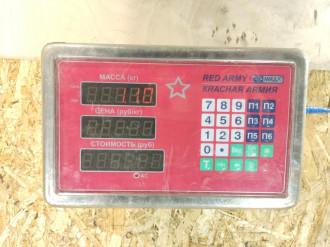 МАССА (кг)
ЦЕНА (руб/кг)
СТОИМОСТЬ (руб)
AC
RED ARMY
КРАСНАЯ АРМИЯ
7 8 9 П1 П2
4 5 6 П3 П4
1 2 3 П5 П6
0
T